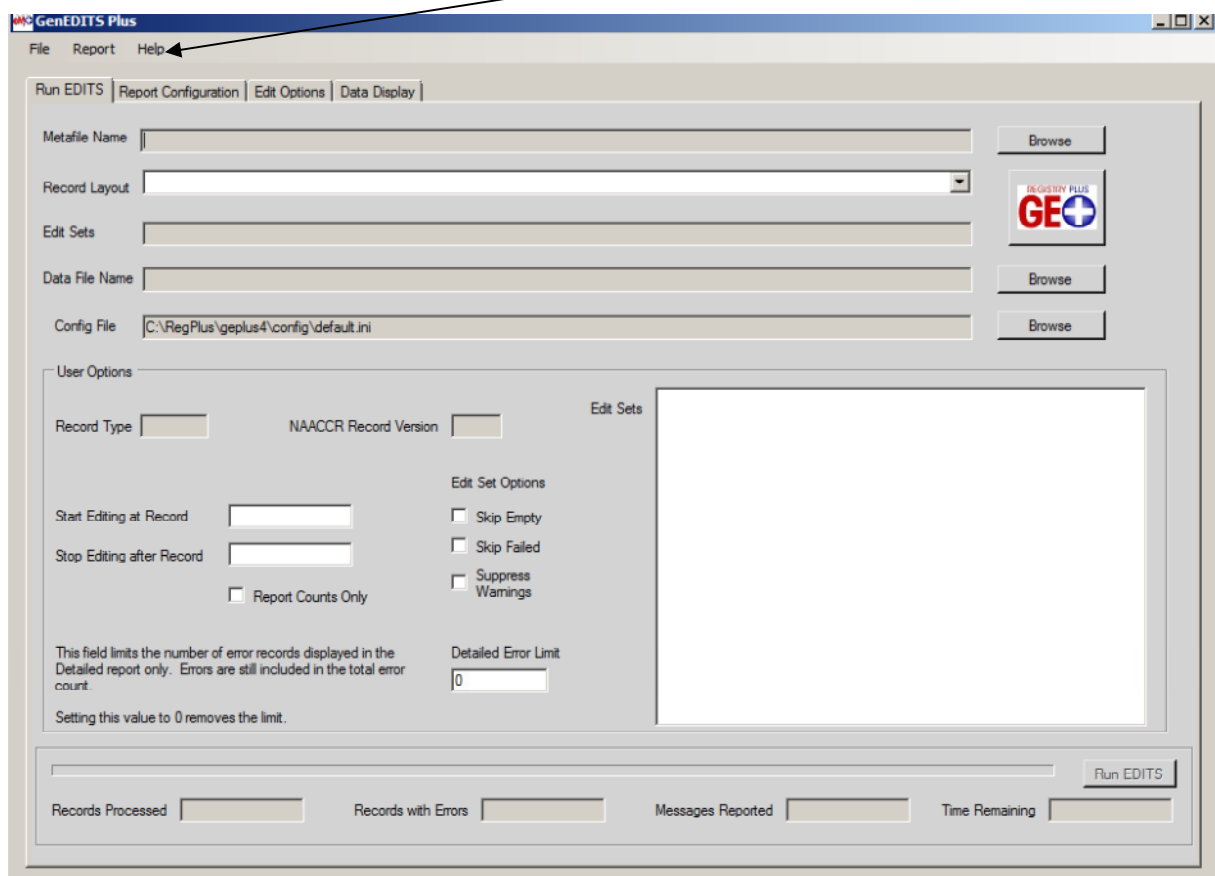 GenEDITS Plus
File Report Help
Run EDITS Report Configuration Edit Options Data Display
Metafile Name Browse
Record Layout
REGISTRY PLUS
GE
Edit Sets
Data File Name Browse
Config File C:\RegPlus\geplus4\config\default.ini Browse
User Options
Record Type NAACCR Record Version Edit Sets
Edit Set Options
Start Editing at Record Skip Empty
Stop Editing after Record Skip Failed
Report Counts Only Suppress
Warnings
This field limits the number of error records displayed in the
Detailed report only. Errors are still included in the total error
count.
Detailed Error Limit
0
Setting this value to 0 removes the limit.
Run EDITS
Records Processed Records with Errors Messages Reported Time Remaining